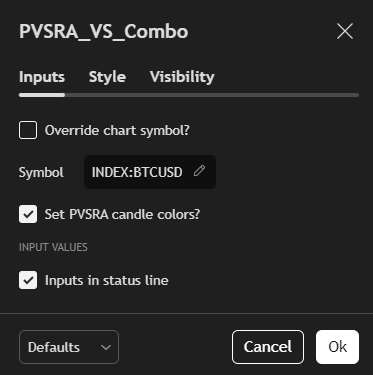 PVSRA_VS_Combo
Inputs Style Visibility
Override chart symbol?
Symbol INDEX:BTCUSD
Set PVSRA candle colors?
INPUT VALUES
Inputs in status line
Defaults Cancel Ok